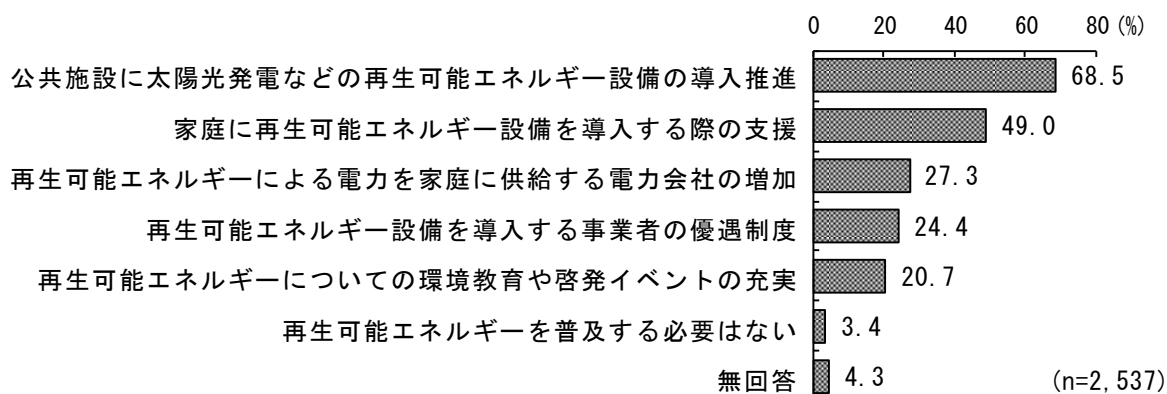 0 20 40 60 80 (%)
公共施設に太陽光発電などの再生可能エネルギー設備の導入推進 68.5
家庭に再生可能エネルギー設備を導入する際の支援 49.0
再生可能エネルギーによる電力を家庭に供給する電力会社の増加 27.3
再生可能エネルギー設備を導入する事業者の優遇制度 24.4
再生可能エネルギーについての環境教育や啓発イベントの充実 20.7
再生可能エネルギーを普及する必要はない 3.4
無回答 4.3 (n=2,537)